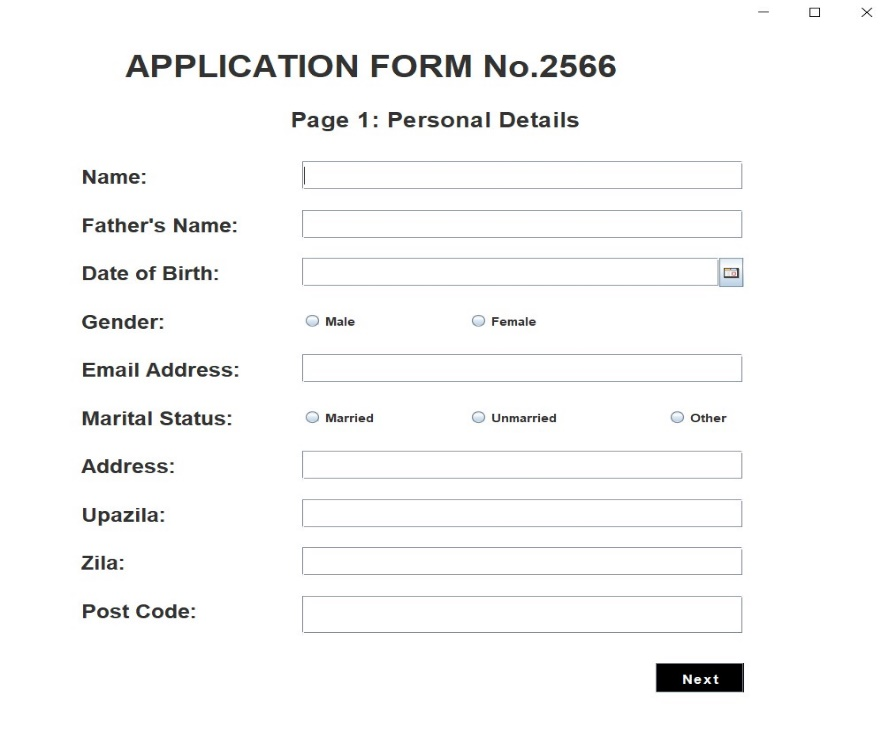 APPLICATION FORM No.2566
Page 1: Personal Details
Name:
Father's Name:
Date of Birth:
Gender: Male Female
Email Address:
Marital Status: Married Unmarried Other
Address:
Upazila:
Zila:
Post Code:
Next